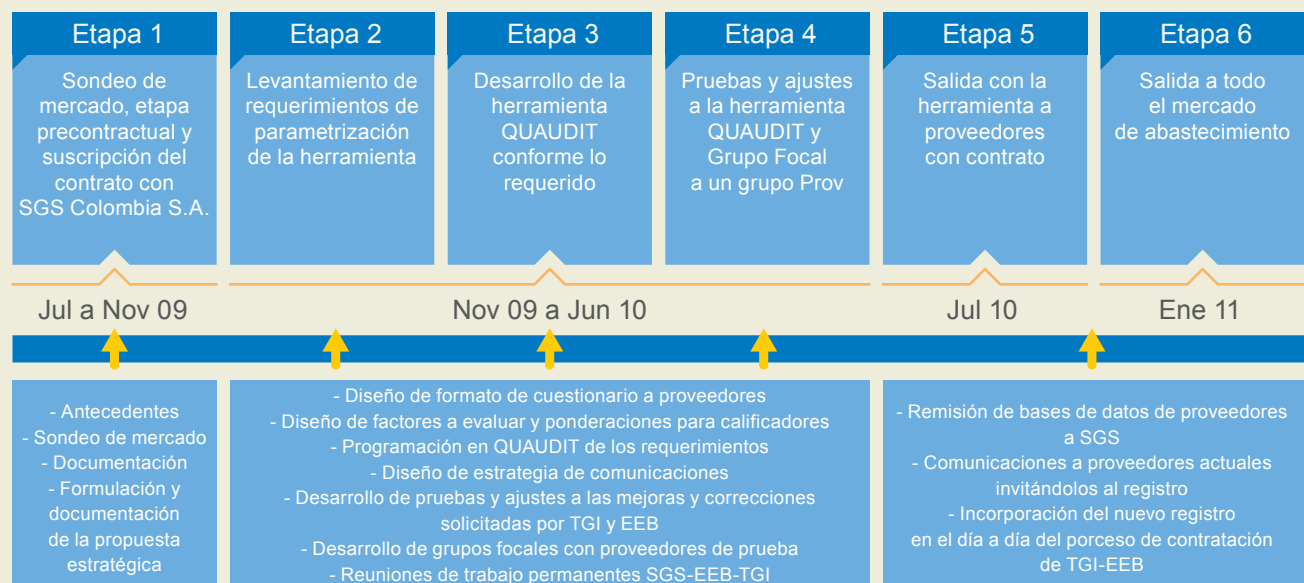 Etapa 1
Sondeo de
mercado, etapa
precontractual y
suscripción del
contrato con
SGS Colombia S.A.
Etapa 2
Levantamiento de
requerimientos de
parametrización
de la herramienta
Etapa 3
Desarrollo de la
herramienta
QUAUDIT
conforme lo
requerido
Etapa 4
Pruebas y ajustes
a la herramienta
QUAUDIT y
Grupo Focal
a un grupo Prov
Etapa 5
Salida con la
herramienta a
proveedores
con contrato
Etapa 6
Salida a todo
el mercado
de abastecimiento
Jul a Nov 09
Nov 09 a Jun 10
Jul 10
Ene 11
- Antecedentes
- Sondeo de mercado
- Documentación
- Formulación y
documentación
de la propuesta
estratégica
- Diseño de formato de cuestionario a proveedores
- Diseño de factores a evaluar y ponderaciones para calificadores
- Programación en QUAUDIT de los requerimientos
- Diseño de estrategia de comunicaciones
- Desarrollo de pruebas y ajustes a las mejoras y correcciones
solicitadas por TGI y EEB
- Desarrollo de grupos focales con proveedores de prueba
- Reuniones de trabajo permanentes SGS-EEB-TGI
- Remisión de bases de datos de proveedores
a SGS
- Comunicaciones a proveedores actuales
invitándolos al registro
- Incorporación del nuevo registro
en el día a día del porceso de contratación
de TGI-EEB